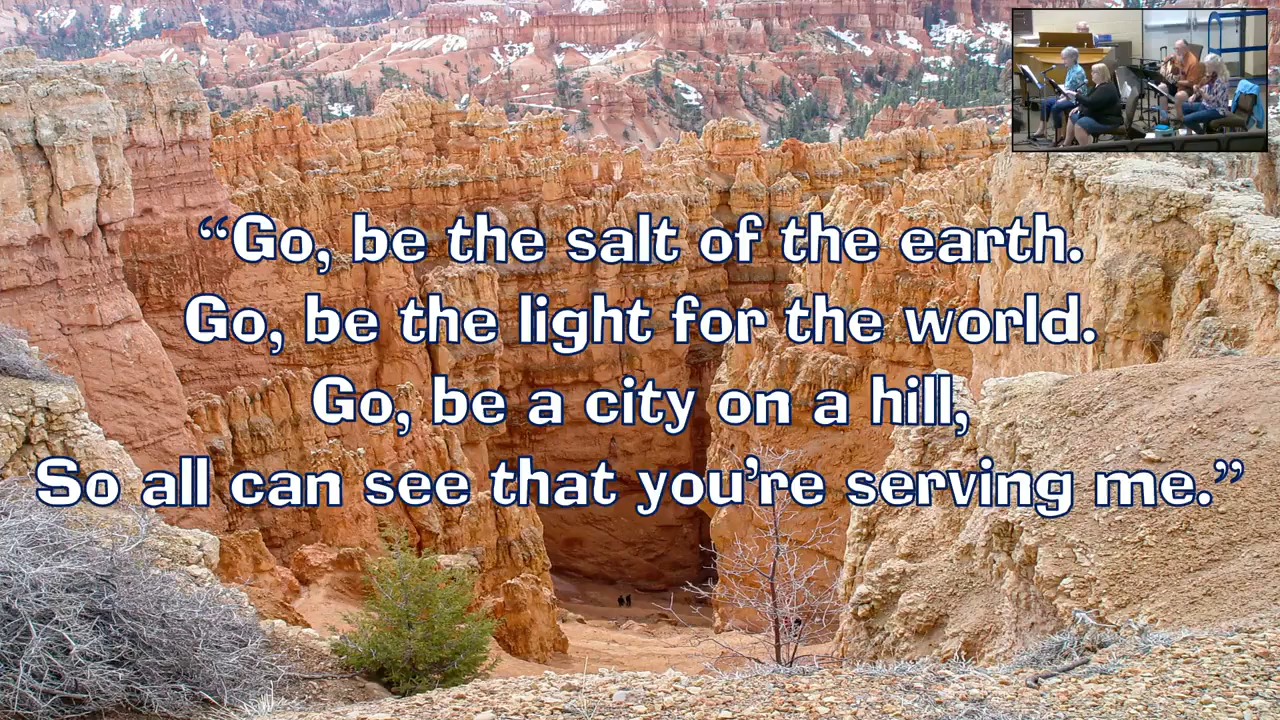 “Go, be the salt of the earth.
Go, be the light for the world.
Go, be a city on a hill,
So all can see that you’re serving me.”